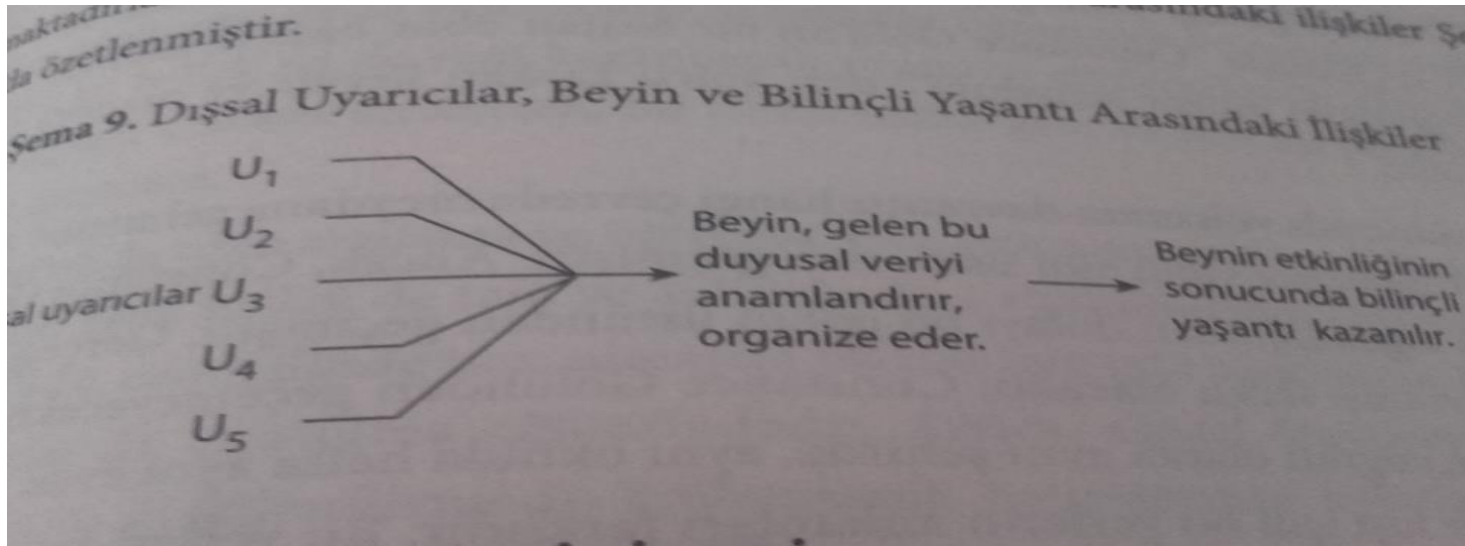 özetlenmiştir.
arasındaki ilişkiler
Şema 9. Dışsal Uyarıcılar, Beyin ve Bilinçli Yaşantı Arasındaki İlişkiler
U1
U2
uyarıcılar U3
U4
U5
Beyin, gelen bu
duyusal veriyi
anamlandırır,
organize eder.
Beynin etkinliğinin
sonucunda bilinçli
yaşantı kazanılır.